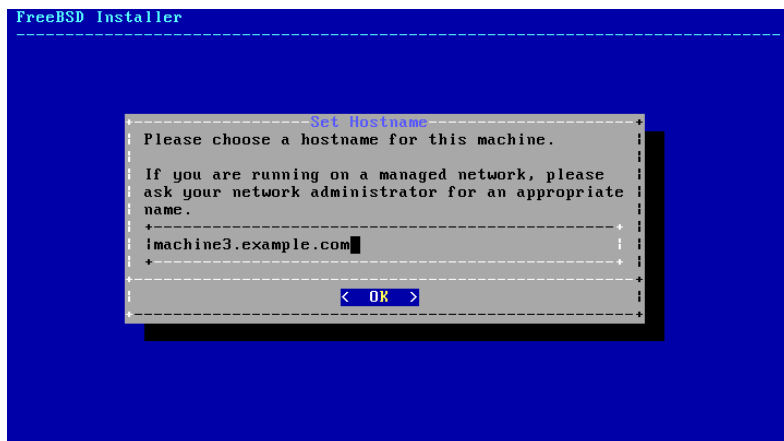 FreeBSD Installer
Set Hostname
Please choose a hostname for this machine.
If you are running on a managed network, please
ask your network administrator for an appropriate
name.
machine3.example.com
< OK >